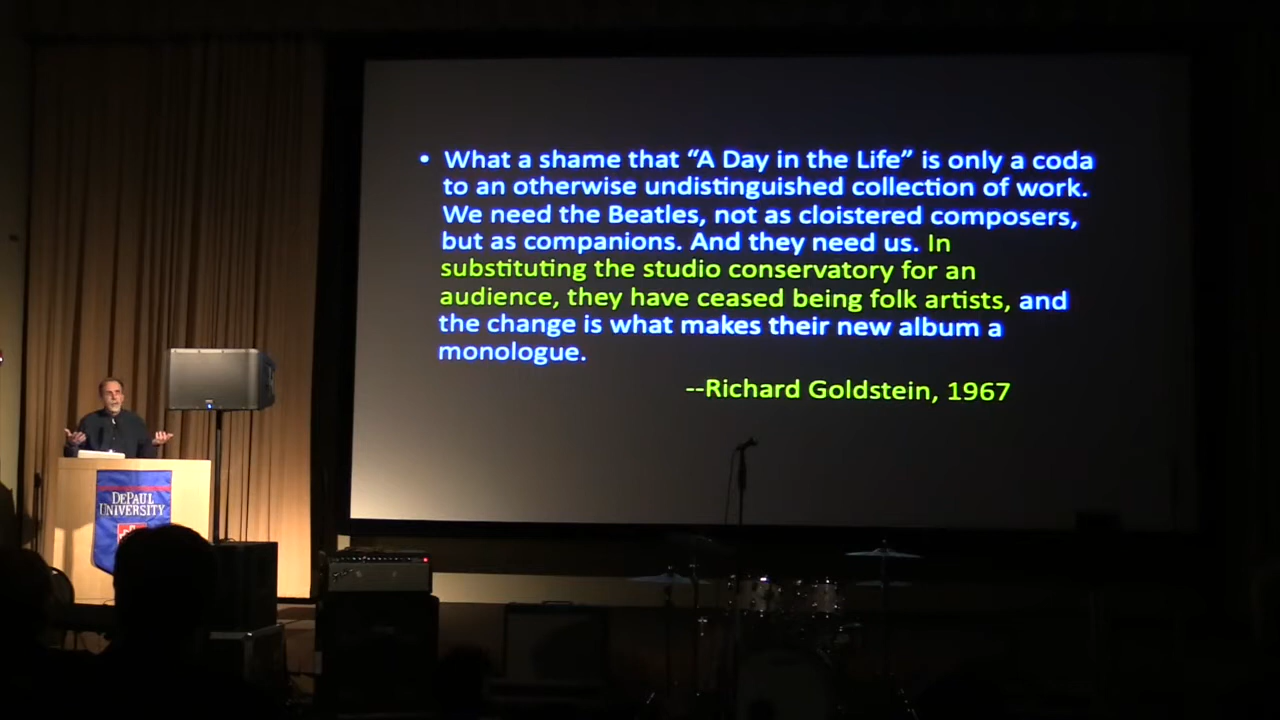 • What a shame that “A Day in the Life” is only a coda
to an otherwise undistinguished collection of work.
We need the Beatles, not as cloistered composers,
but as companions. And they need us. In
substituting the studio conservatory for an
audience, they have ceased being folk artists, and
the change is what makes their new album a
monologue.
--Richard Goldstein, 1967
DEPAUL
UNIVERSITY